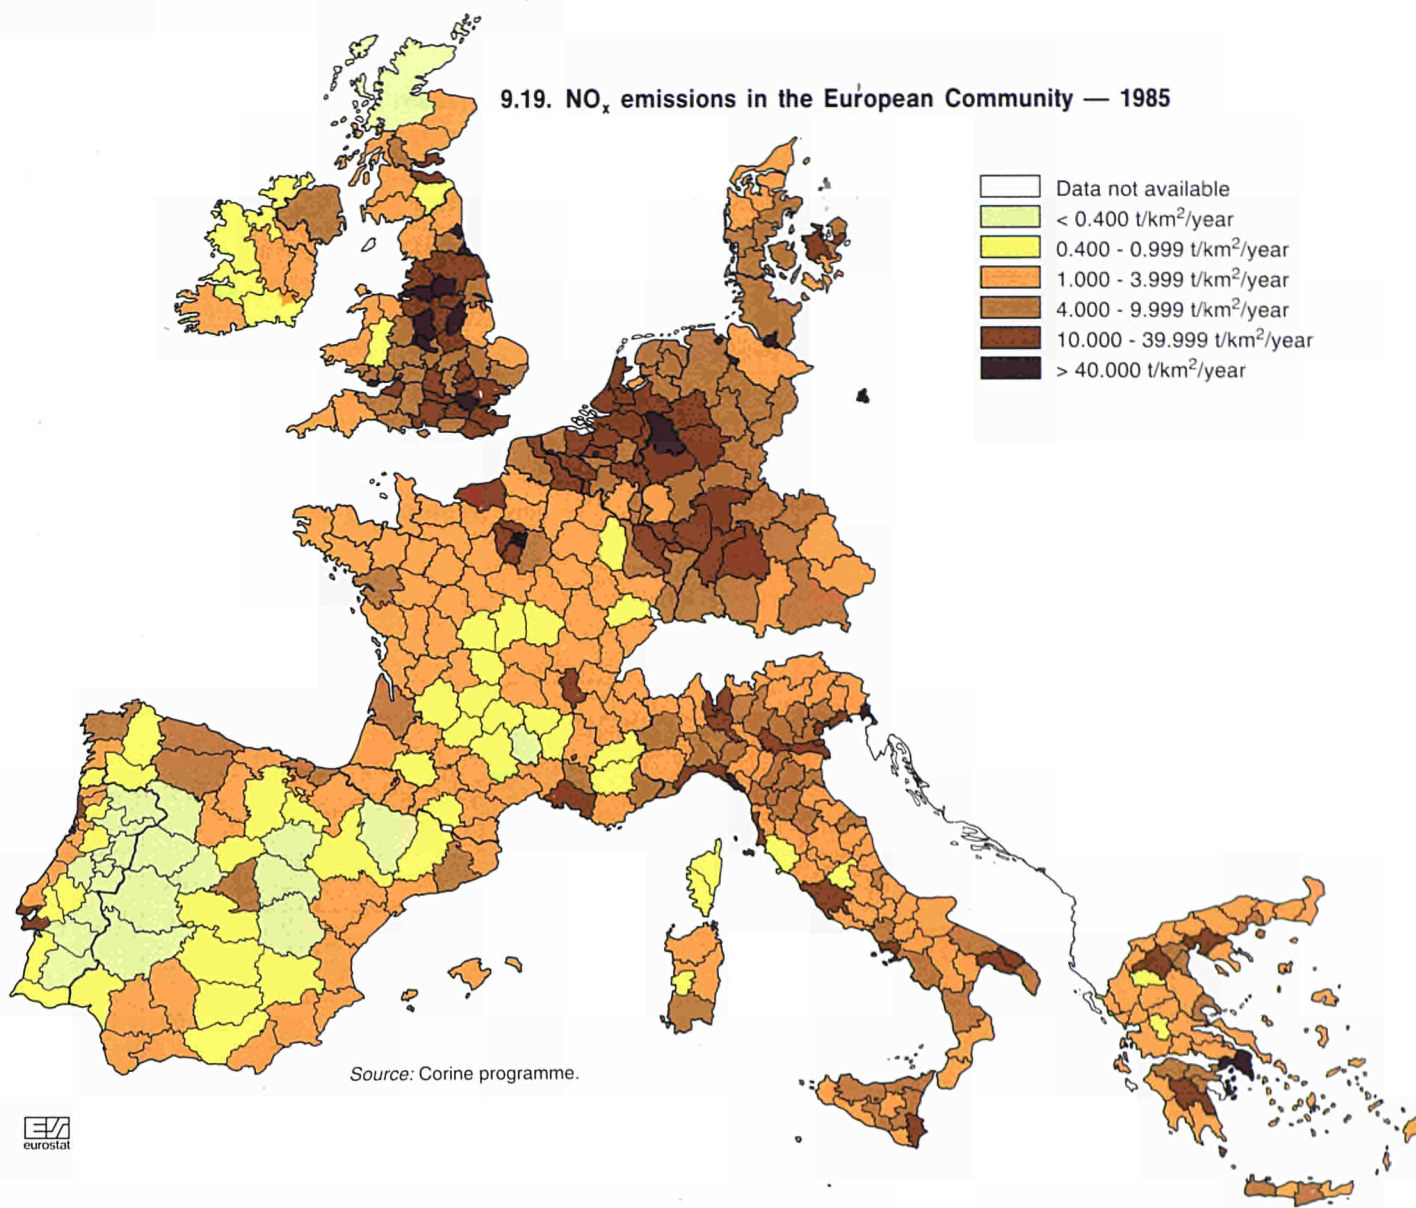 9.19. NOx emissions in the European Community — 1985
Data not available
< 0.400 t/km²/year
0.400 - 0.999 t/km²/year
1.000 - 3.999 t/km²/year
4.000 - 9.999 t/km²/year
10.000 - 39.999 t/km²/year
> 40.000 t/km²/year
Source: Corine programme.
eurostat